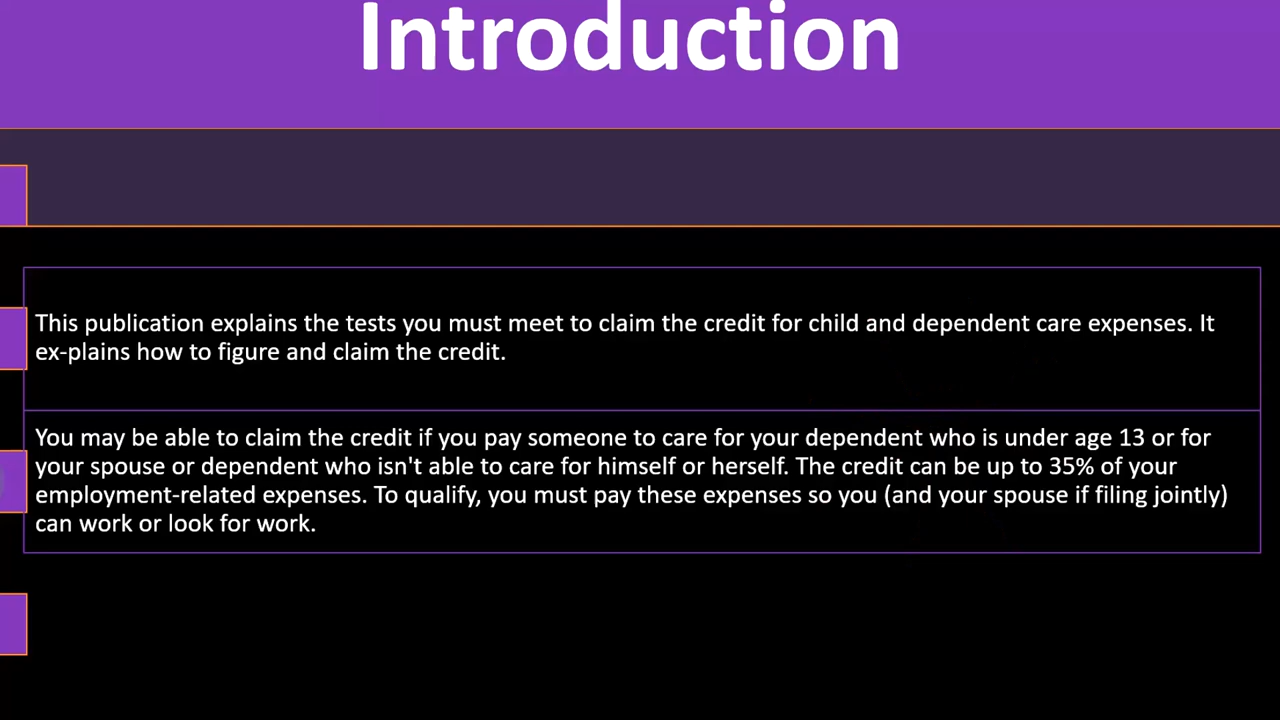 Introduction
This publication explains the tests you must meet to claim the credit for child and dependent care expenses. It
ex-plains how to figure and claim the credit.
You may be able to claim the credit if you pay someone to care for your dependent who is under age 13 or for
your spouse or dependent who isn't able to care for himself or herself. The credit can be up to 35% of your
employment-related expenses. To qualify, you must pay these expenses so you (and your spouse if filing jointly)
can work or look for work.